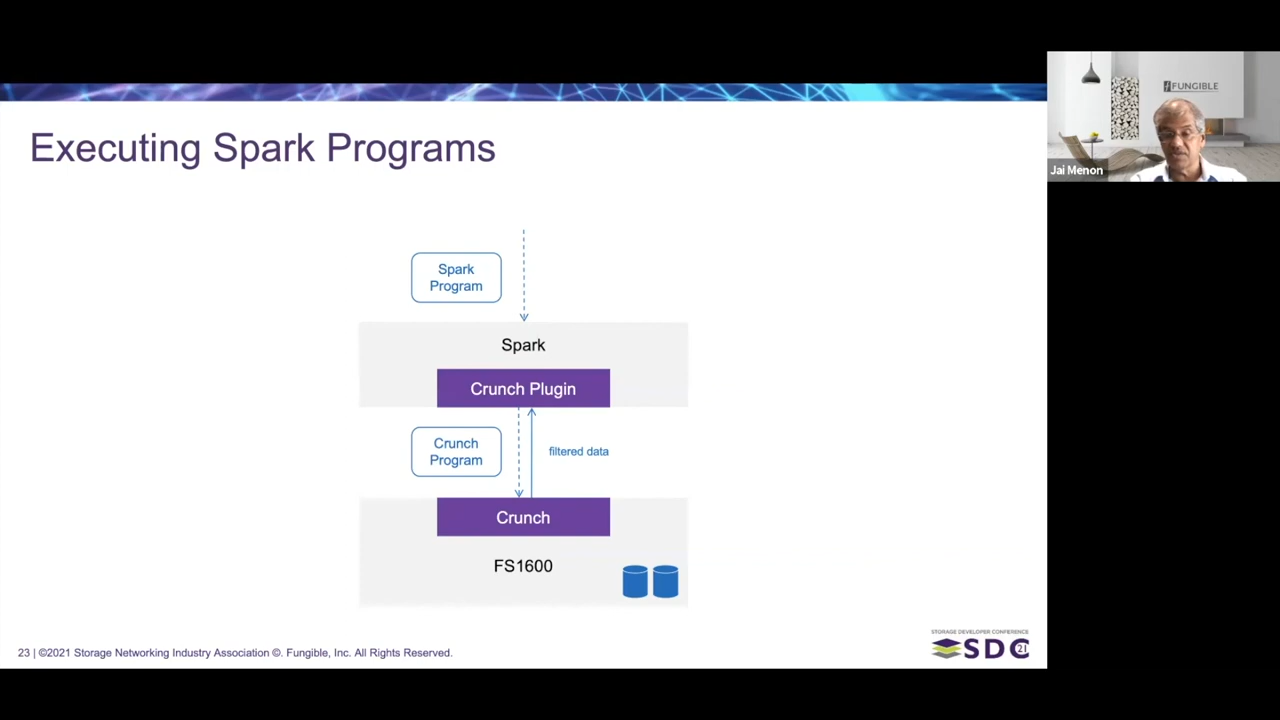 FUNGIBLE
Jai Menon
Executing Spark Programs
Spark
Program
Spark
Crunch Plugin
Crunch
Program
filtered data
Crunch
FS1600
STORAGE DEVELOPER CONFERENCE
SDC 21
23 | ©2021 Storage Networking Industry Association ©. Fungible, Inc. All Rights Reserved.